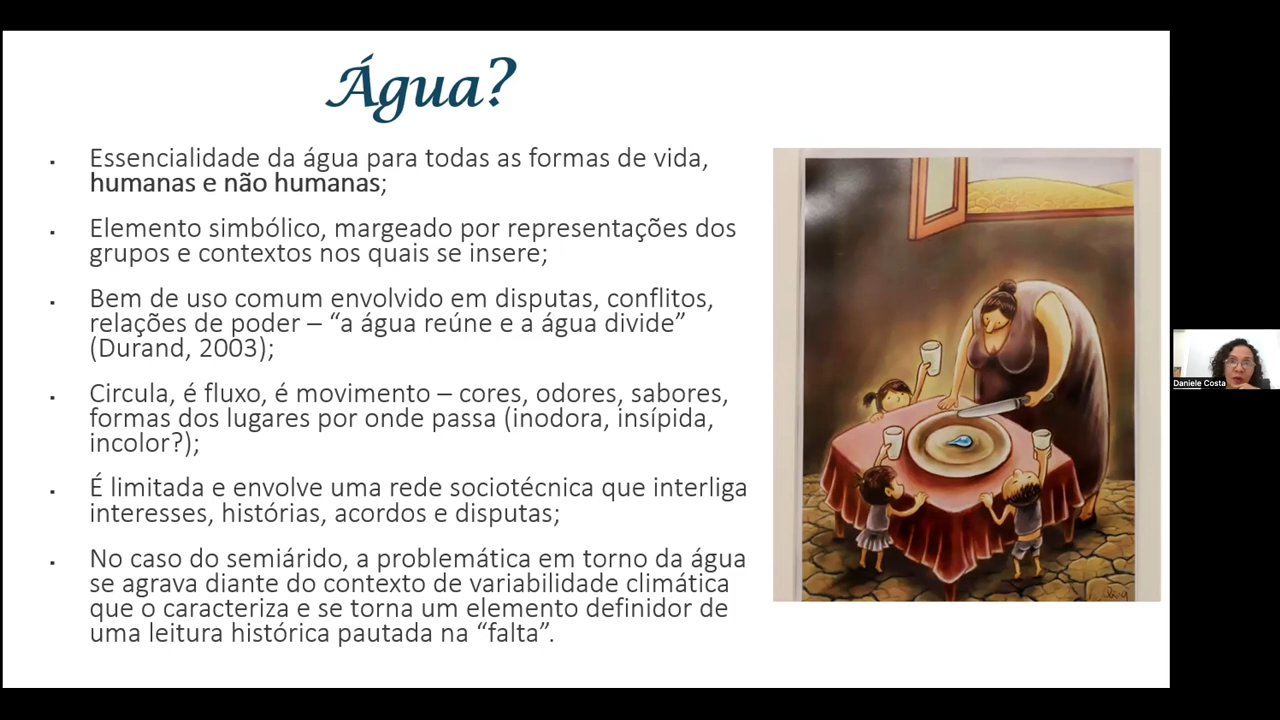 Água?
▪ Essencialidade da água para todas as formas de vida,
humanas e não humanas;
▪ Elemento simbólico, margeado por representações dos
grupos e contextos nos quais se insere;
▪ Bem de uso comum envolvido em disputas, conflitos,
relações de poder – “a água reúne e a água divide”
(Durand, 2003);
▪ Circula, é fluxo, é movimento – cores, odores, sabores,
formas dos lugares por onde passa (inodora, insípida,
incolor?);
▪ É limitada e envolve uma rede sociotécnica que interliga
interesses, histórias, acordos e disputas;
▪ No caso do semiárido, a problemática em torno da água
se agrava diante do contexto de variabilidade climática
que o caracteriza e se torna um elemento definidor de
uma leitura histórica pautada na “falta”.
Daniele Costa